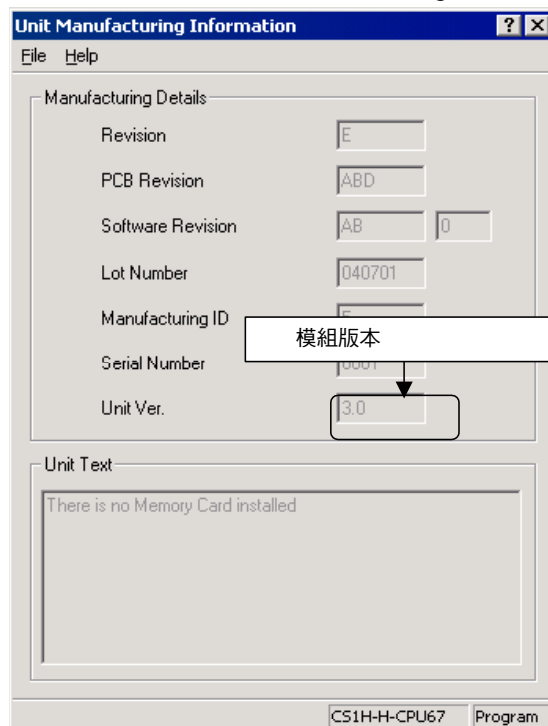 Unit Manufacturing Information
File Help
Manufacturing Details
Revision E
PCB Revision ABD
Software Revision AB 0
Lot Number 040701
Manufacturing ID
模組版本
Serial Number 0001
Unit Ver. 3.0
Unit Text
There is no Memory Card installed
CS1H-H-CPU67 Program